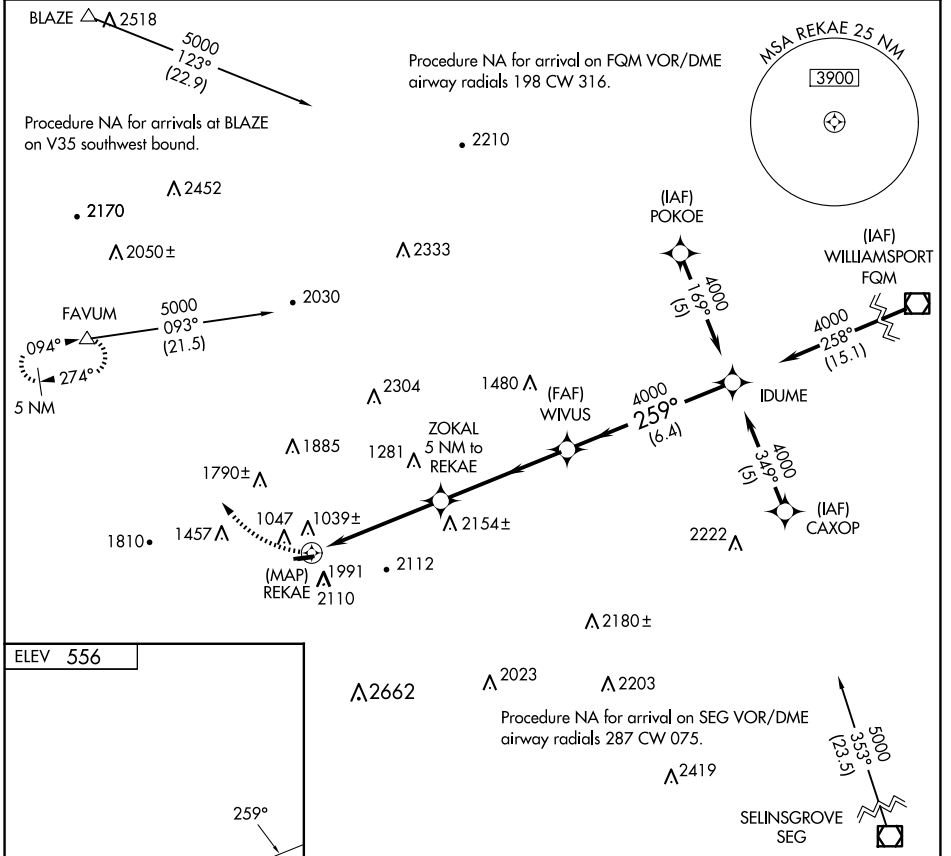 BLAZE
2518
5000
123°
(22.9)
Procedure NA for arrival on FQM VOR/DME
airway radials 198 CW 316.
MSA REKAE 25 NM
3900
Procedure NA for arrivals at BLAZE
on V35 southwest bound.
2210
2452
2170
2050±
2333
(IAF)
POKOE
(IAF)
WILLIAMSPORT
FQM
FAVUM
5000
093°
(21.5)
2030
094°
274°
5 NM
4000
169°
(5)
4000
258°
(15.1)
2304
1480
(FAF)
WIVUS
4000
259°
(6.4)
IDUME
ZOKAL
5 NM to
REKAE
1885
1281
1790±
4000
349°
(5)
(IAF)
CAXOP
1810
1457
1047
1039±
2154±
2222
(MAP)
REKAE
1991
2110
2112
2180±
ELEV 556
2662
2023
2203
Procedure NA for arrival on SEG VOR/DME
airway radials 287 CW 075.
5000
353°
(23.5)
2419
SELINSGROVE
SEG
259°